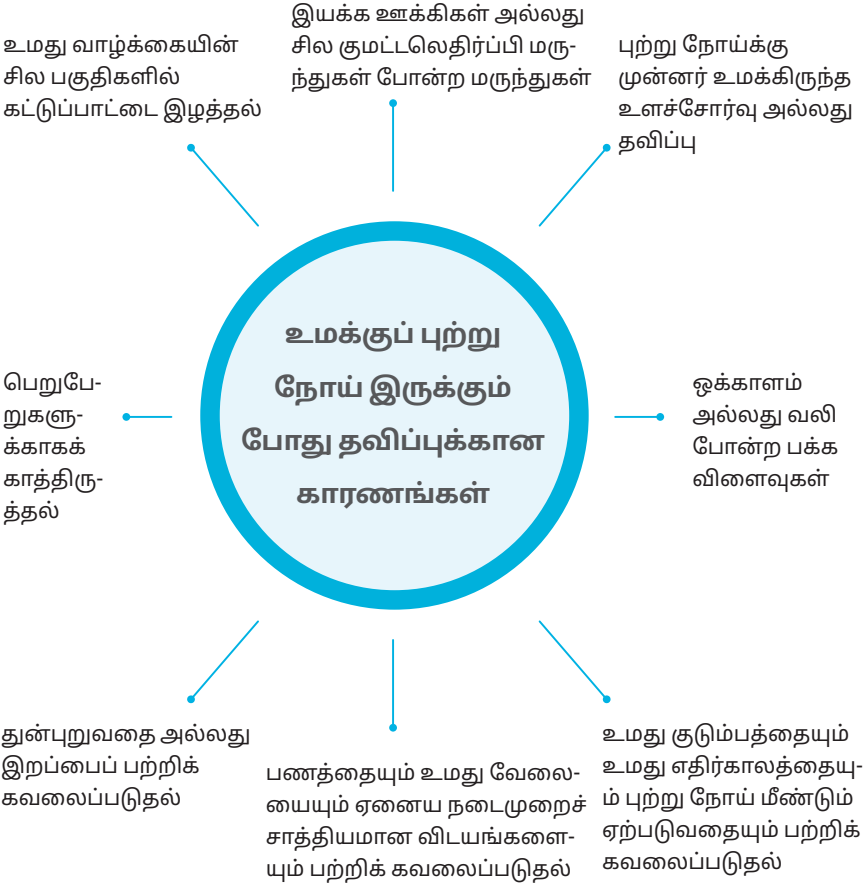 இயக்க ஊக்கிகள் அல்லது
சில குமட்டலெதிர்ப்பி மரு-
ந்துகள் போன்ற மருந்துகள்
புற்று நோய்க்கு
முன்னர் உமக்கிருந்த
உளச்சோர்வு அல்லது
தவிப்பு
ஒக்காளம்
அல்லது வலி
போன்ற பக்க
விளைவுகள்
உமது குடும்பத்தையும்
உமது எதிர்காலத்தையு-
ம் புற்று நோய் மீண்டும்
ஏற்படுவதையும் பற்றிக்
கவலைப்படுதல்
பணத்தையும் உமது வேலை-
யையும் ஏனைய நடைமுறைச்
சாத்தியமான விடயங்களை-
யும் பற்றிக் கவலைப்படுதல்
துன்புறுவதை அல்லது
இறப்பைப் பற்றிக்
கவலைப்படுதல்
பெறுபே-
றுகளு-
க்காகக்
காத்திரு-
த்தல்
உமது வாழ்க்கையின்
சில பகுதிகளில்
கட்டுப்பாட்டை இழத்தல்
உமக்குப் புற்று
நோய் இருக்கும்
போது தவிப்புக்கான
காரணங்கள்